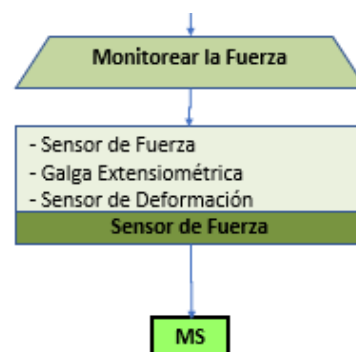 Monitorear la Fuerza
- Sensor de Fuerza
- Galga Extensiométrica
- Sensor de Deformación
Sensor de Fuerza
MS